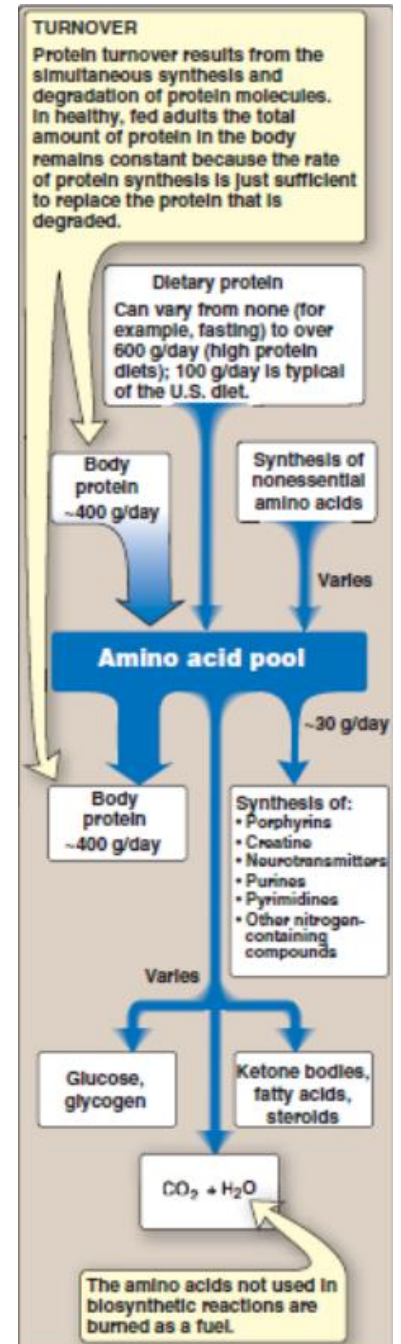 TURNOVER
Protein turnover results from the
simultaneous synthesis and
degradation of protein molecules.
In healthy, fed adults the total
amount of protein in the body
remains constant because the rate
of protein synthesis is just sufficient
to replace the protein that is
degraded.
Dietary protein
Can vary from none (for
example, fasting) to over
600 g/day (high protein
diets); 100 g/day is typical
of the U.S. diet.
Body
protein
~400 g/day
Synthesis of
nonessential
amino acids
Varies
Amino acid pool
~30 g/day
Body
protein
~400 g/day
Synthesis of:
• Porphyrins
• Creatine
• Neurotransmitters
• Purines
• Pyrimidines
• Other nitrogen-
containing
compounds
Varies
Glucose,
glycogen
Ketone bodies,
fatty acids,
steroids
CO₂ + H₂O
The amino acids not used in
biosynthetic reactions are
burned as a fuel.